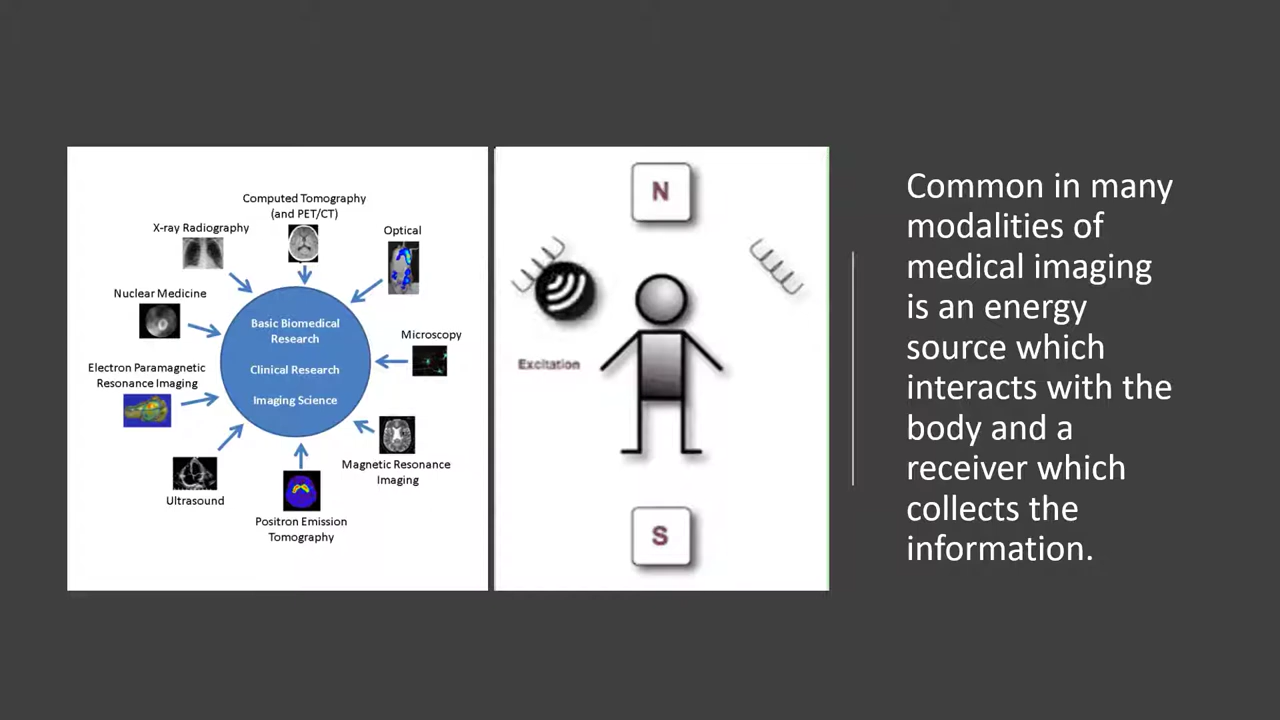 Computed Tomography
(and PET/CT)
X-ray Radiography
Optical
Nuclear Medicine
Basic Biomedical
Research
Clinical Research
Imaging Science
Microscopy
Electron Paramagnetic
Resonance Imaging
Magnetic Resonance
Imaging
Ultrasound
Positron Emission
Tomography
N
Excitation
S
Common in many
modalities of
medical imaging
is an energy
source which
interacts with the
body and a
receiver which
collects the
information.